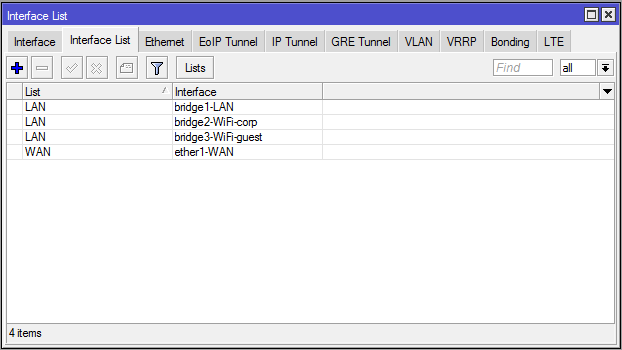 Interface List
Interface Interface List Ethernet EoIP Tunnel IP Tunnel GRE Tunnel VLAN VRRP Bonding LTE
Lists Find all
List Interface
LAN bridge1-LAN
LAN bridge2-WiFi-corp
LAN bridge3-WiFi-guest
WAN ether1-WAN
4 items